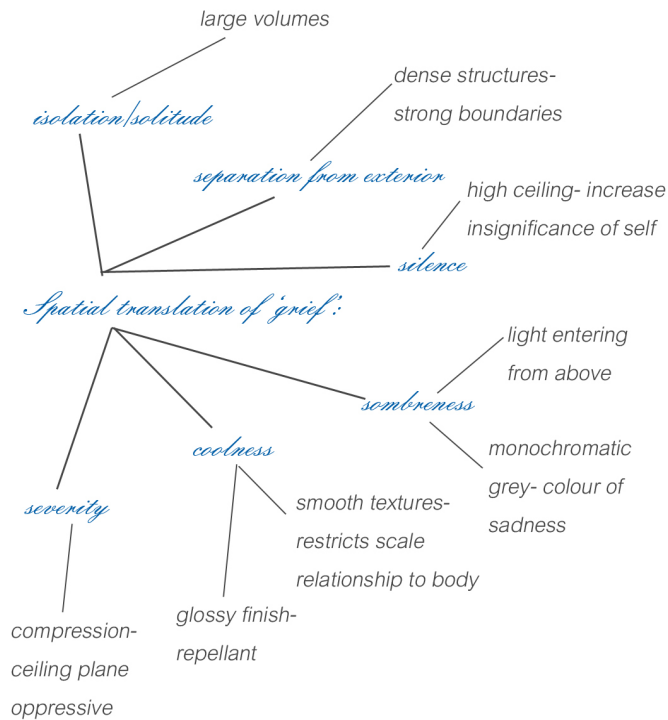 large volumes
isolation/solitude
dense structures-
strong boundaries
separation from exterior
high ceiling- increase
insignificance of self
silence
Spatial translation of 'grief':
light entering
from above
sombreness
monochromatic
grey- colour of
sadness
coolness
smooth textures-
restricts scale
relationship to body
glossy finish-
repellant
severity
compression-
ceiling plane
oppressive